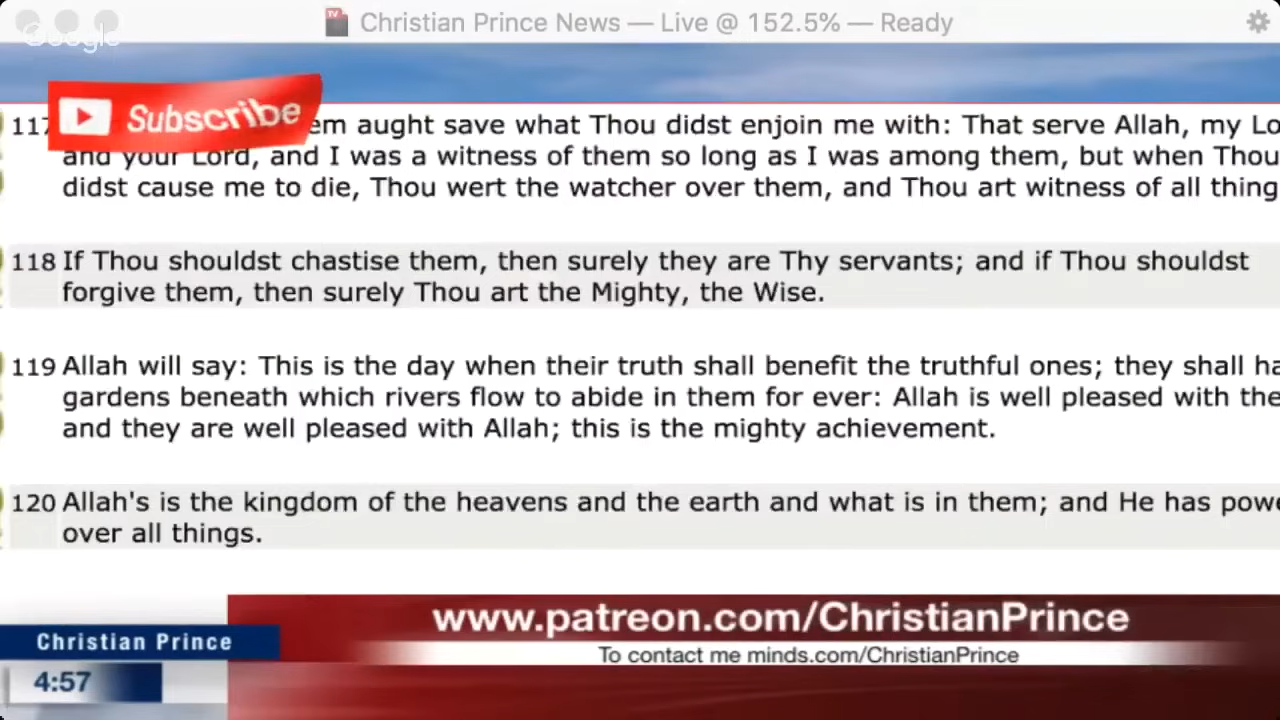 Christian Prince News — Live @ 152.5% — Ready
Google
Subscribe
117 em aught save what Thou didst enjoin me with: That serve Allah, my Lo
and your Lord, and I was a witness of them so long as I was among them, but when Thou
didst cause me to die, Thou wert the watcher over them, and Thou art witness of all thing
118 If Thou shouldst chastise them, then surely they are Thy servants; and if Thou shouldst
forgive them, then surely Thou art the Mighty, the Wise.
119 Allah will say: This is the day when their truth shall benefit the truthful ones; they shall ha
gardens beneath which rivers flow to abide in them for ever: Allah is well pleased with the
and they are well pleased with Allah; this is the mighty achievement.
120 Allah's is the kingdom of the heavens and the earth and what is in them; and He has powe
over all things.
www.patreon.com/ChristianPrince
To contact me minds.com/ChristianPrince
Christian Prince
4:57